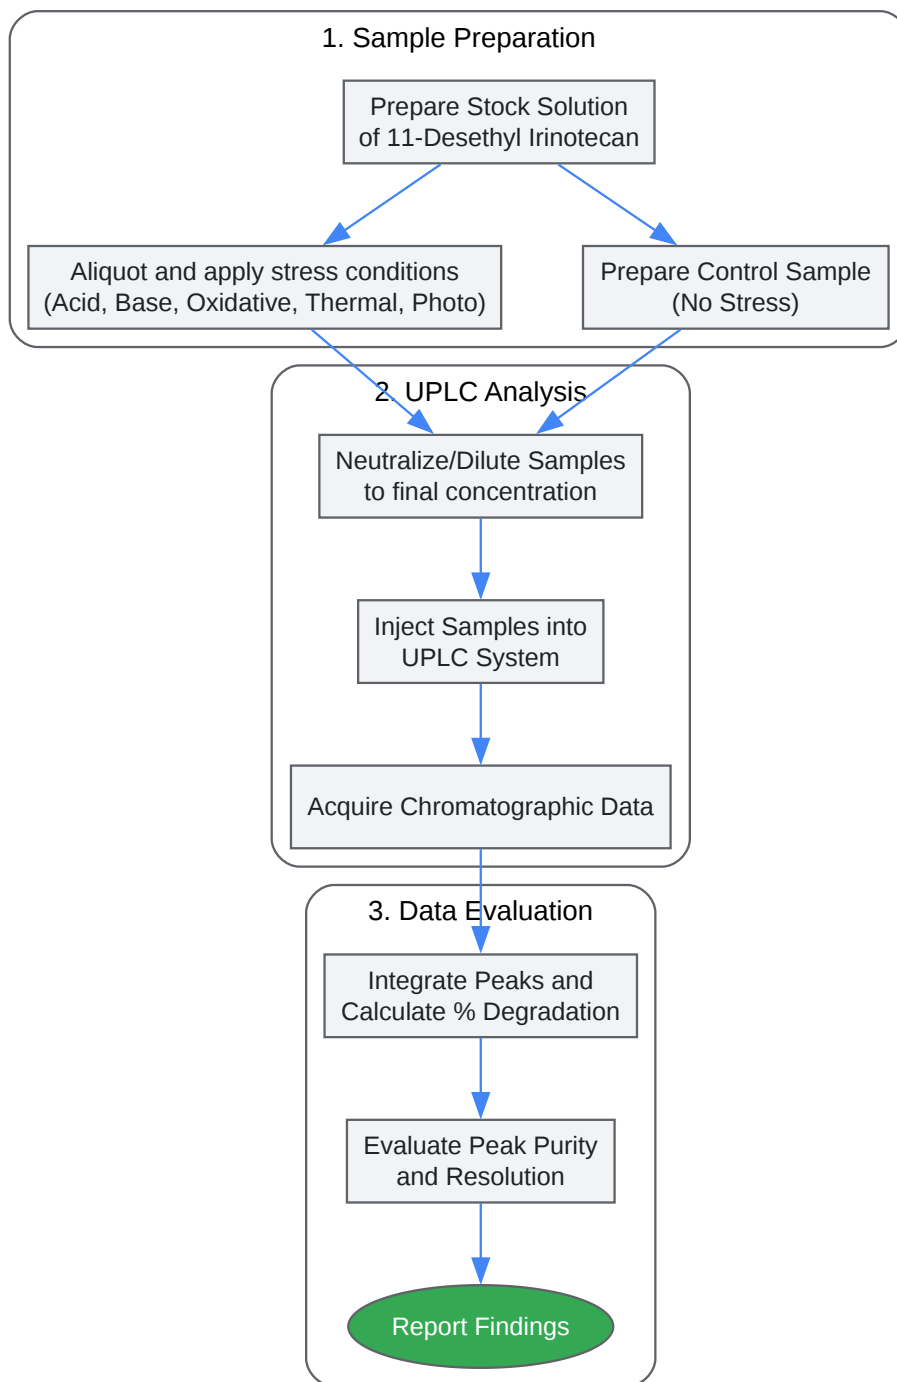 1. Sample Preparation
Prepare Stock Solution
of 11-Desethyl Irinotecan
Aliquot and apply stress conditions
(Acid, Base, Oxidative, Thermal, Photo)
Prepare Control Sample
(No Stress)
2. UPLC Analysis
Neutralize/Dilute Samples
to final concentration
Inject Samples into
UPLC System
Acquire Chromatographic Data
3. Data Evaluation
Integrate Peaks and
Calculate % Degradation
Evaluate Peak Purity
and Resolution
Report Findings